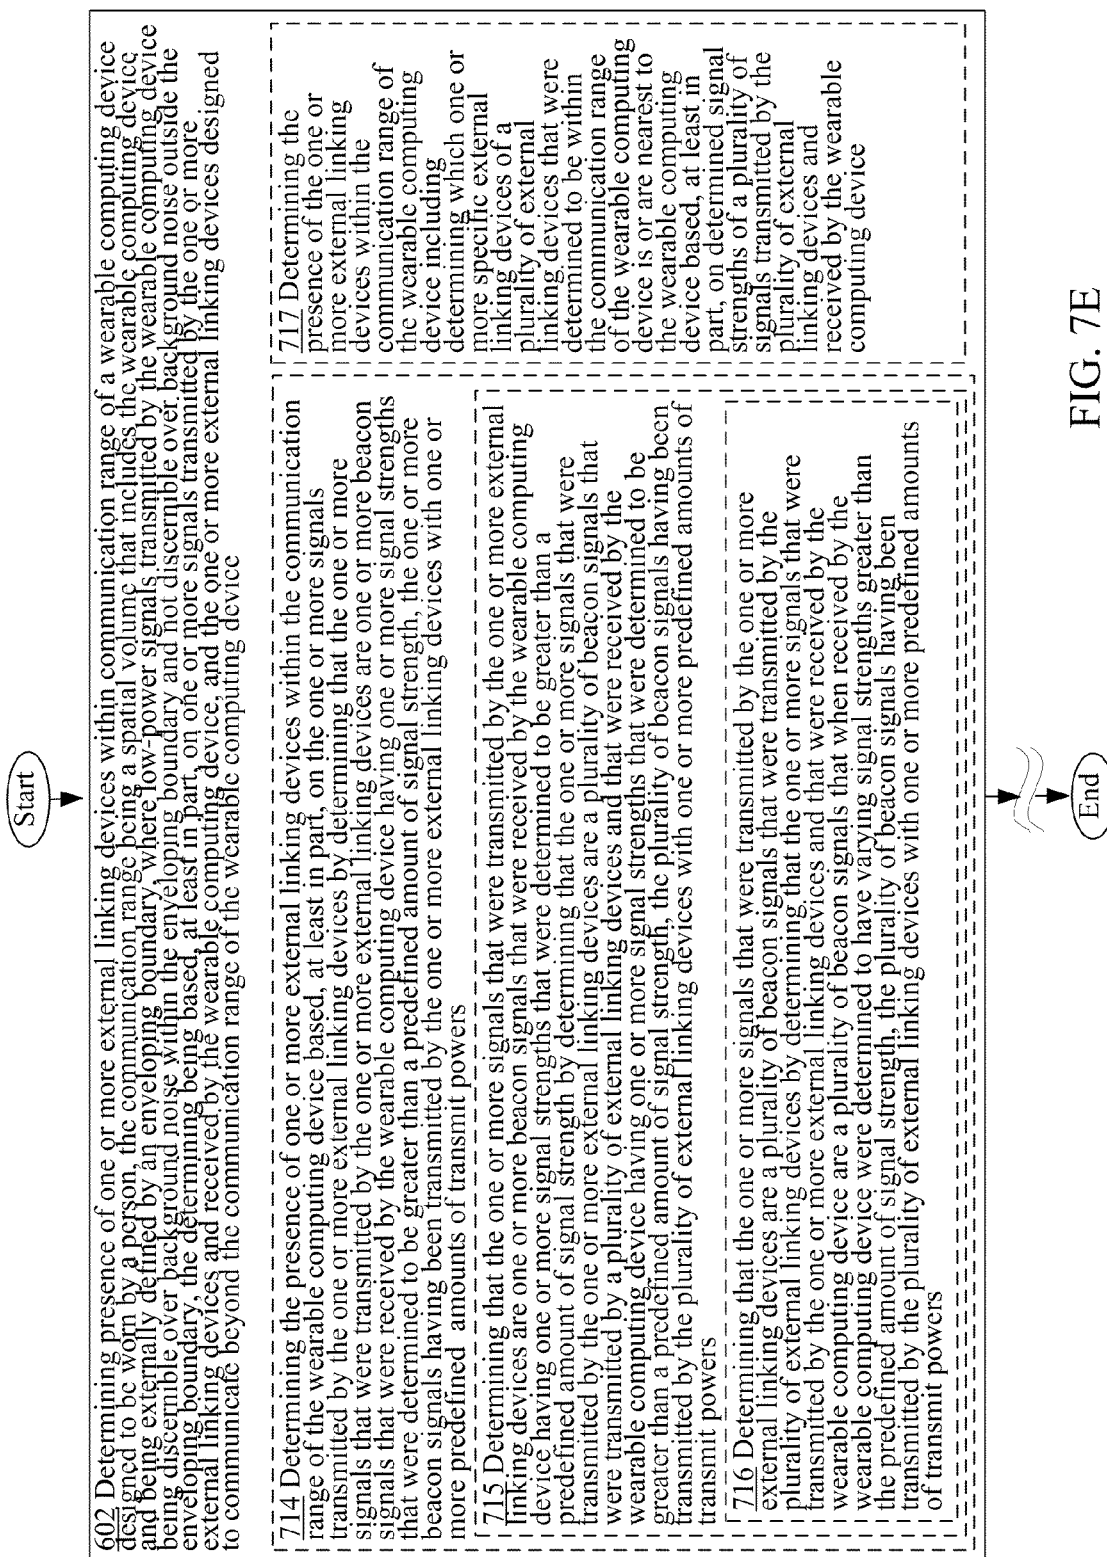 Start
602 Determining presence of one or more external linking devices within communication range of a wearable computing device
designed to be worn by a person, the communication range being a spatial volume that includes the wearable computing device
and being externally defined by an enveloping boundary, where low-power signals transmitted by the wearable computing device
being discernible over background noise within the enveloping boundary and not discernible over background noise outside the
enveloping boundary, the determining being based, at least in part, on one or more signals transmitted by the one or more
external linking devices and received by the wearable computing device, and the one or more external linking devices designed
to communicate beyond the communication range of the wearable computing device
714 Determining the presence of one or more external linking devices within the communication
range of the wearable computing device based, at least in part, on the one or more signals
transmitted by the one or more external linking devices by determining that the one or more
signals that were transmitted by the one or more external linking devices are one or more beacon
signals that were received by the wearable computing device having one or more signal strengths
that were determined to be greater than a predefined amount of signal strength, the one or more
beacon signals having been transmitted by the one or more external linking devices with one or
more predefined amounts of transmit powers
715 Determining that the one or more signals that were transmitted by the one or more external
linking devices are one or more beacon signals that were received by the wearable computing
device having one or more signal strengths that were determined to be greater than a
predefined amount of signal strength by determining that the one or more signals that were
transmitted by the one or more external linking devices are a plurality of beacon signals that
were transmitted by a plurality of external linking devices and that were received by the
wearable computing device having one or more signal strengths that were determined to be
greater than a predefined amount of signal strength, the plurality of beacon signals having been
transmitted by the plurality of external linking devices with one or more predefined amounts of
transmit powers
716 Determining that the one or more signals that were transmitted by the one or more
external linking devices are a plurality of beacon signals that were transmitted by the
plurality of external linking devices by determining that the one or more signals that were
transmitted by the one or more external linking devices and that were received by the
wearable computing device are a plurality of beacon signals that when received by the
wearable computing device were determined to have varying signal strengths greater than
the predefined amount of signal strength, the plurality of beacon signals having been
transmitted by the plurality of external linking devices with one or more predefined amounts
of transmit powers
717 Determining the
presence of the one or
more external linking
devices within the
communication range of
the wearable computing
device including
determining which one or
more specific external
linking devices of a
plurality of external
linking devices that were
determined to be within
the communication range
of the wearable computing
device is or are nearest to
the wearable computing
device based, at least in
part, on determined signal
strengths of a plurality of
signals transmitted by the
plurality of external
linking devices and
received by the wearable
computing device
End
FIG. 7E